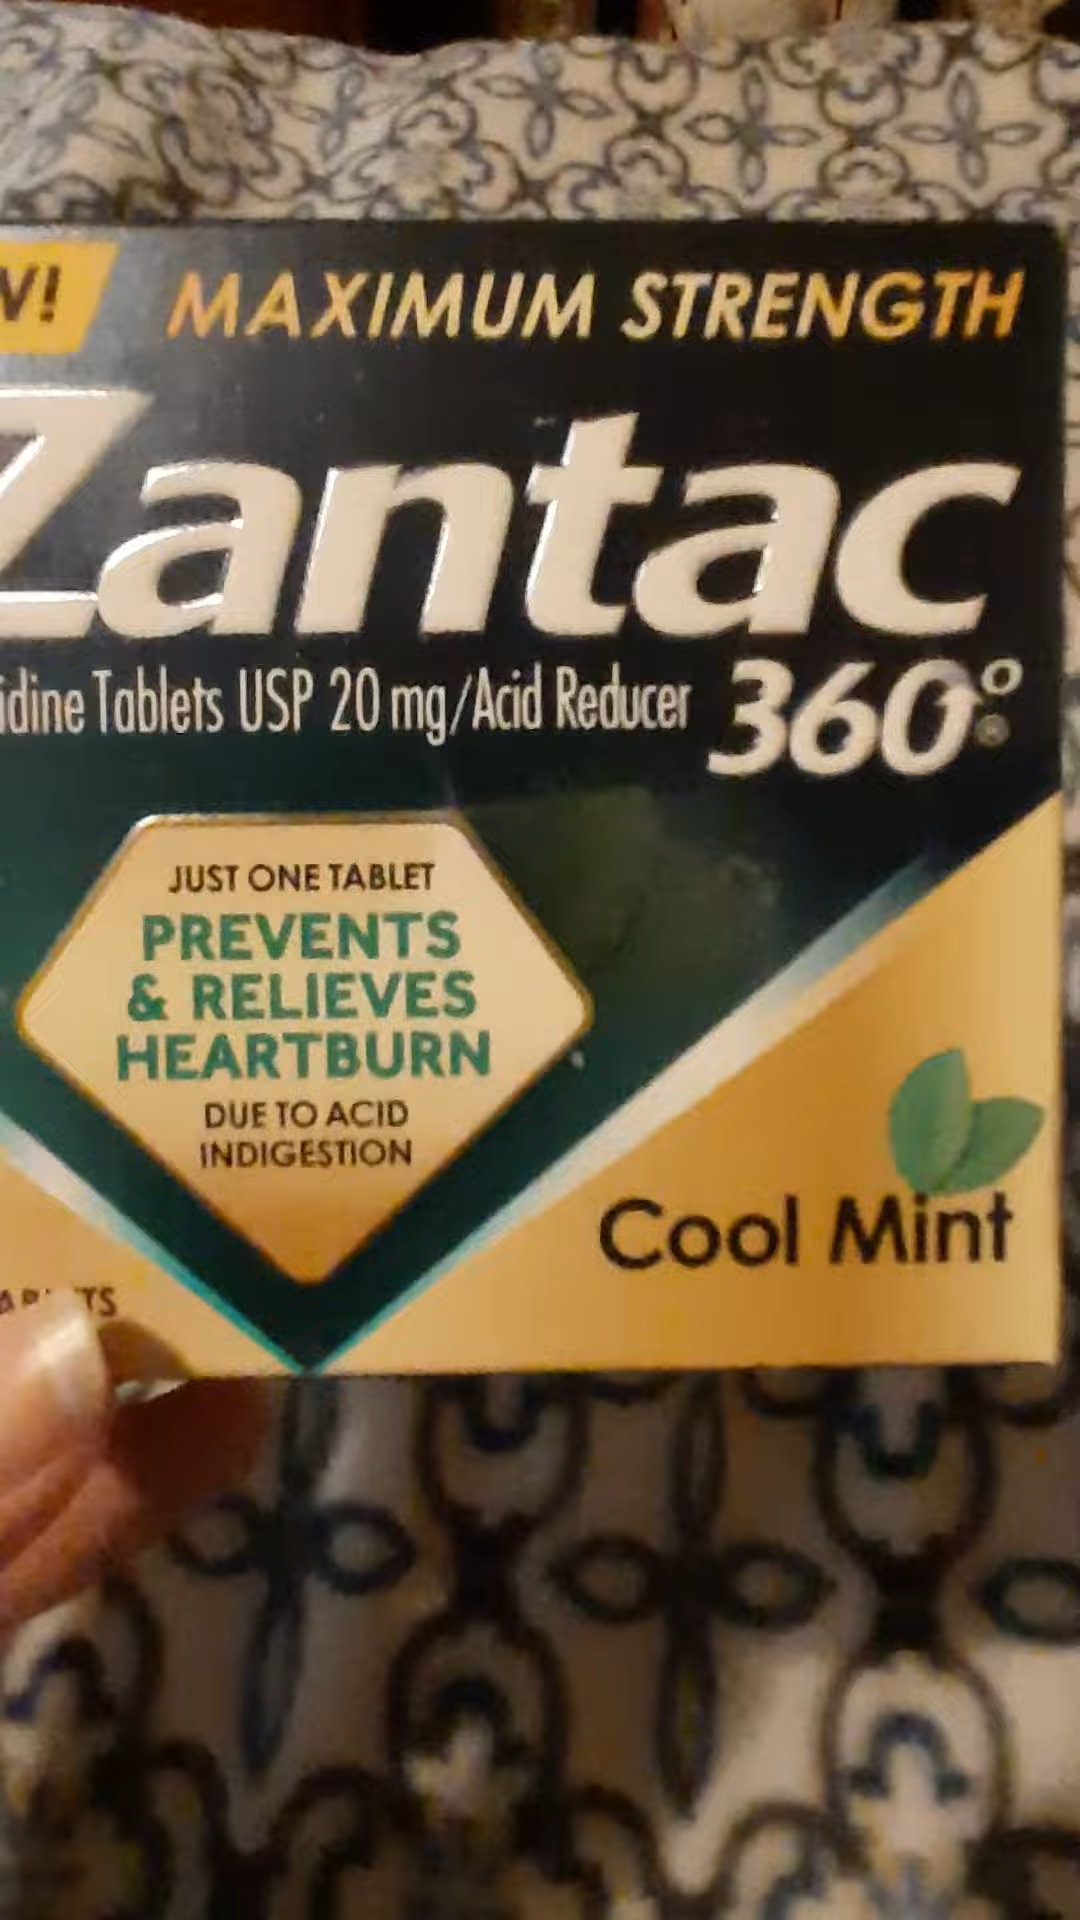 W! MAXIMUM STRENGTH
Zantac
idine Tablets USP 20 mg/Acid Reducer 360°
JUST ONE TABLET
PREVENTS
& RELIEVES
HEARTBURN
DUE TO ACID
INDIGESTION
Cool Mint